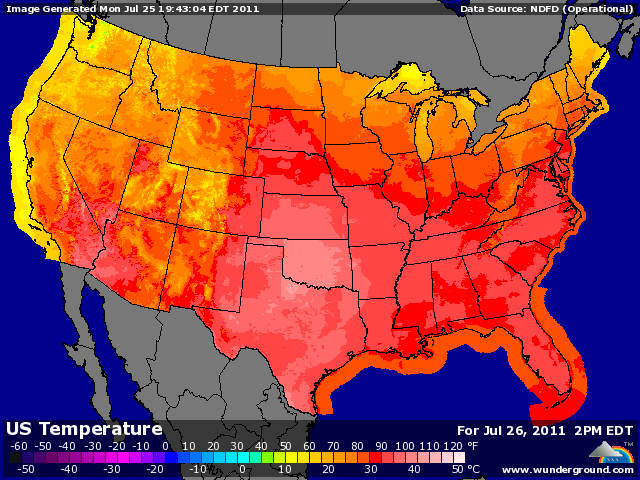 Image Generated Mon Jul 25 19:43:04 EDT 2011 Data Source: NDFD (Operational)
US Temperature For Jul 26, 2011 2PM EDT
-60 -50 -40 -30 -20 -10 0 10 20 30 40 50 60 70 80 90 100 110 120 °F
-50 -40 -30 -20 -10 0 10 20 30 40 50 °C
TM
www.wunderground.com